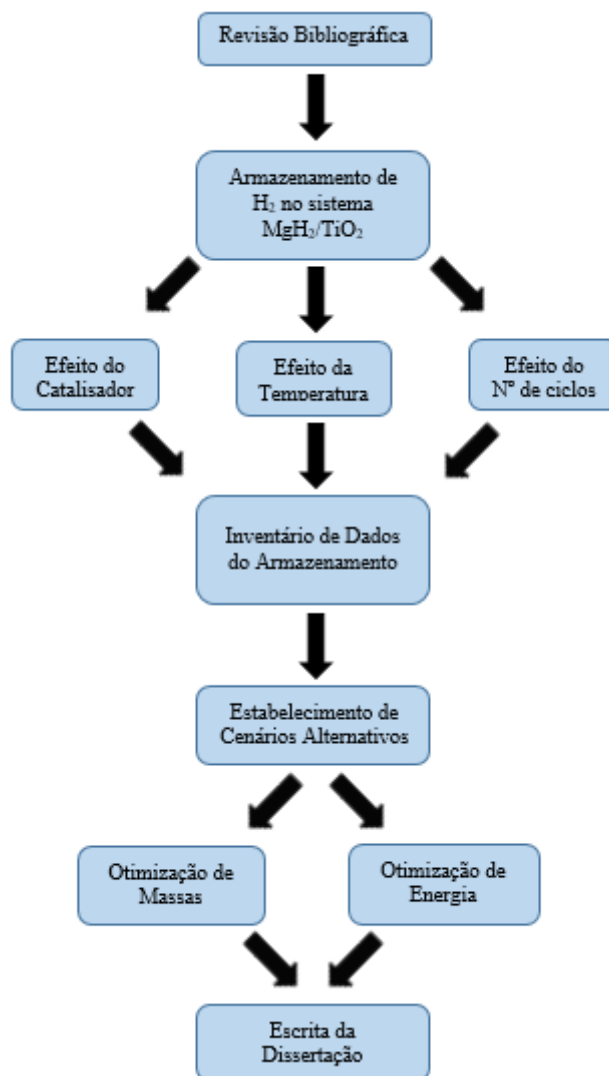 Revisão Bibliográfica
Armazenamento de
H₂ no sistema
MgH₂/TiO₂
Efeito do
Catalisador
Efeito da
Temperatura
Efeito do
Nº de ciclos
Inventário de Dados
do Armazenamento
Estabelecimento de
Cenários Alternativos
Otimização de
Massas
Otimização de
Energia
Escrita da
Dissertação